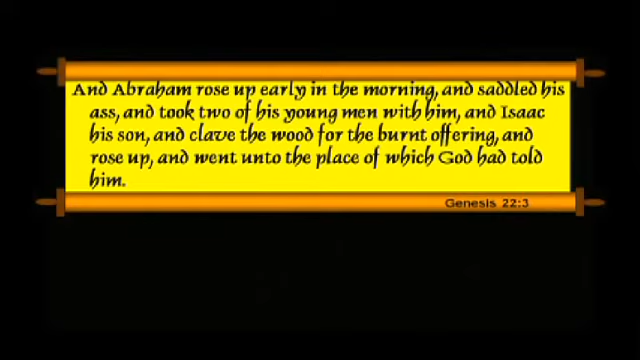 And Abraham rose up early in the morning, and saddled his
ass, and took two of his young men with him, and Isaac
his son, and clave the wood for the burnt offering, and
rose up, and went unto the place of which God had told
him.
Genesis 22:3